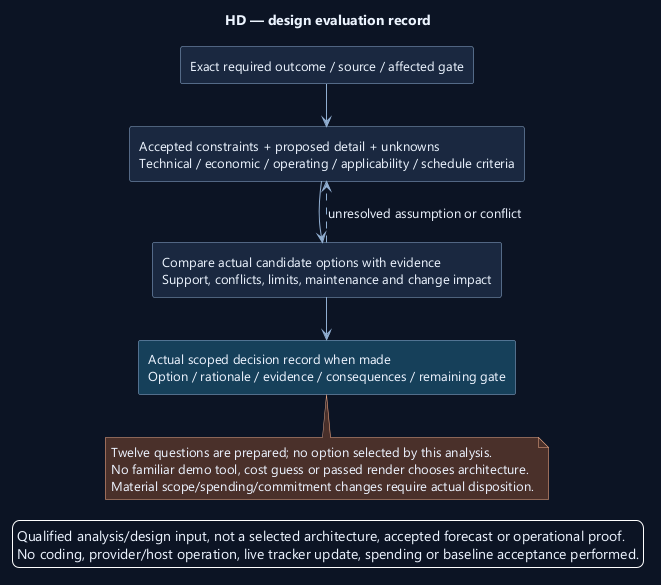 HD — design evaluation record
Exact required outcome / source / affected gate
Accepted constraints + proposed detail + unknowns
Technical / economic / operating / applicability / schedule criteria
unresolved assumption or conflict
Compare actual candidate options with evidence
Support, conflicts, limits, maintenance and change impact
Actual scoped decision record when made
Option / rationale / evidence / consequences / remaining gate
Twelve questions are prepared; no option selected by this analysis.
No familiar demo tool, cost guess or passed render chooses architecture.
Material scope/spending/commitment changes require actual disposition.
Qualified analysis/design input, not a selected architecture, accepted forecast or operational proof.
No coding, provider/host operation, live tracker update, spending or baseline acceptance performed.